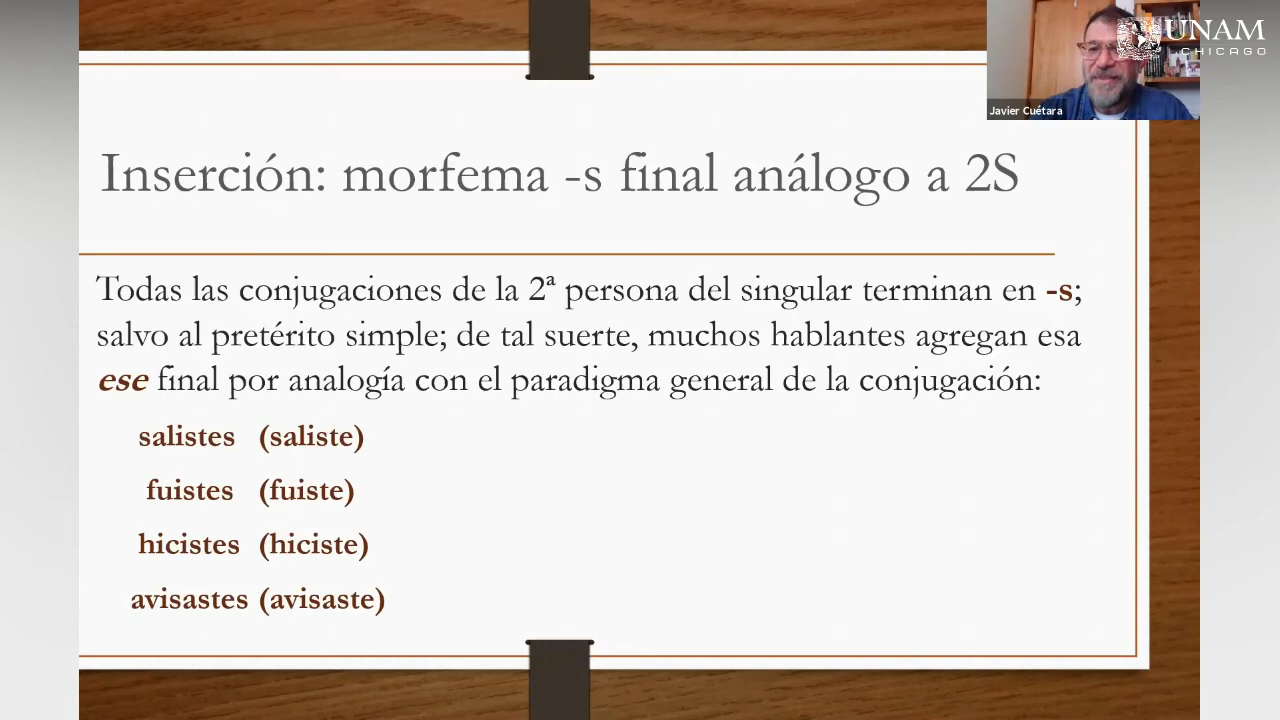 UNAM
CHICAGO
Javier Cuétara
Inserción: morfema -s final análogo a 2S
Todas las conjugaciones de la 2ª persona del singular terminan en -s;
salvo al pretérito simple; de tal suerte, muchos hablantes agregan esa
ese final por analogía con el paradigma general de la conjugación:
salistes (saliste)
fuistes (fuiste)
hicistes (hiciste)
avisastes (avisaste)